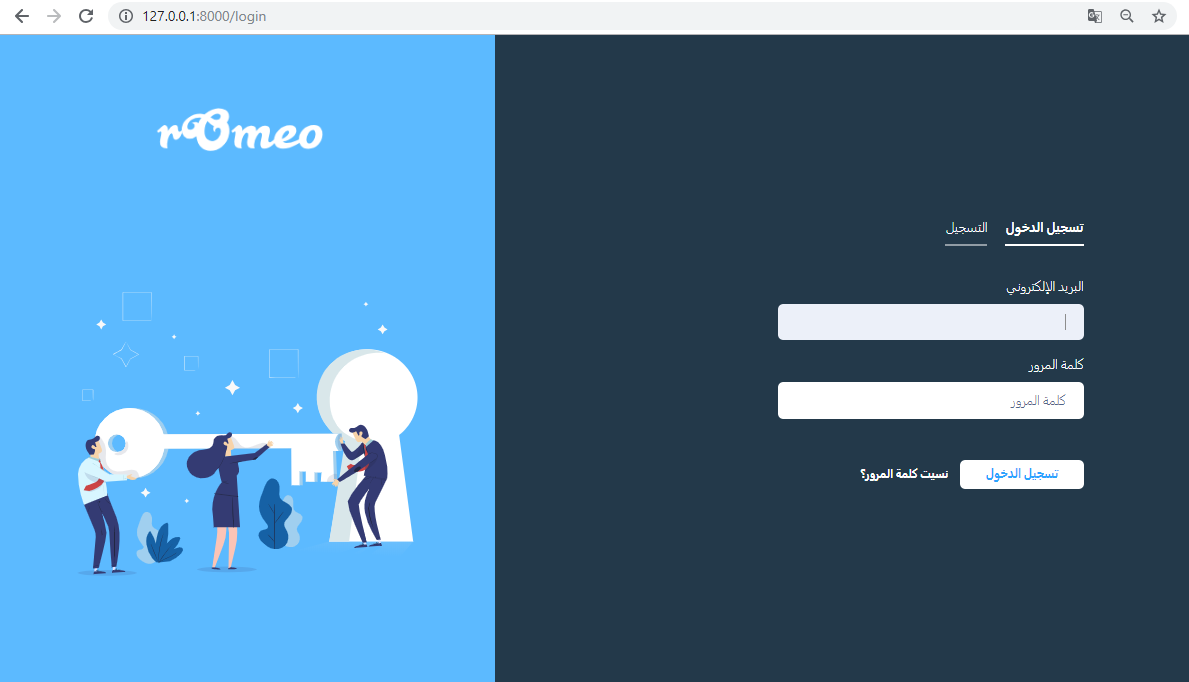 127.0.0.1:8000/login
rOmeo
تسجيل الدخول التسجيل
البريد الإلكتروني
كلمة المرور
كلمة المرور
تسجيل الدخول نسيت كلمة المرور؟